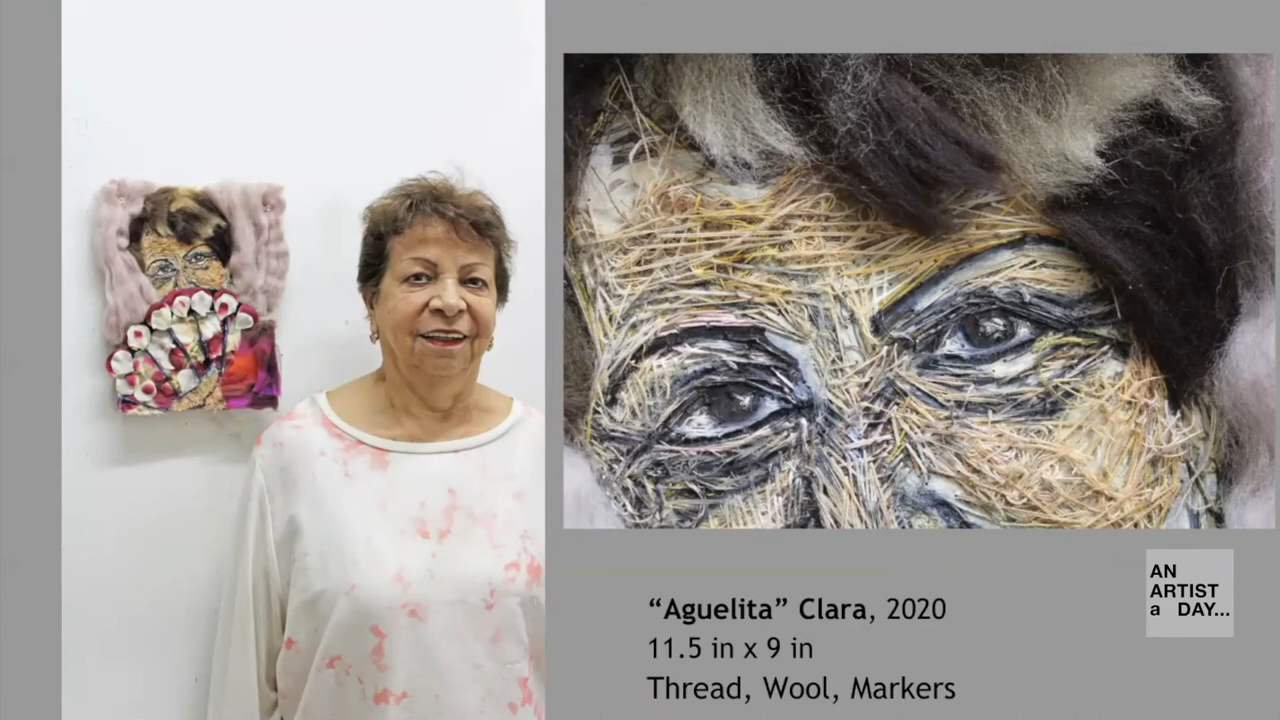 “Aguelita” Clara, 2020
11.5 in x 9 in
Thread, Wool, Markers
AN
ARTIST
a DAY...